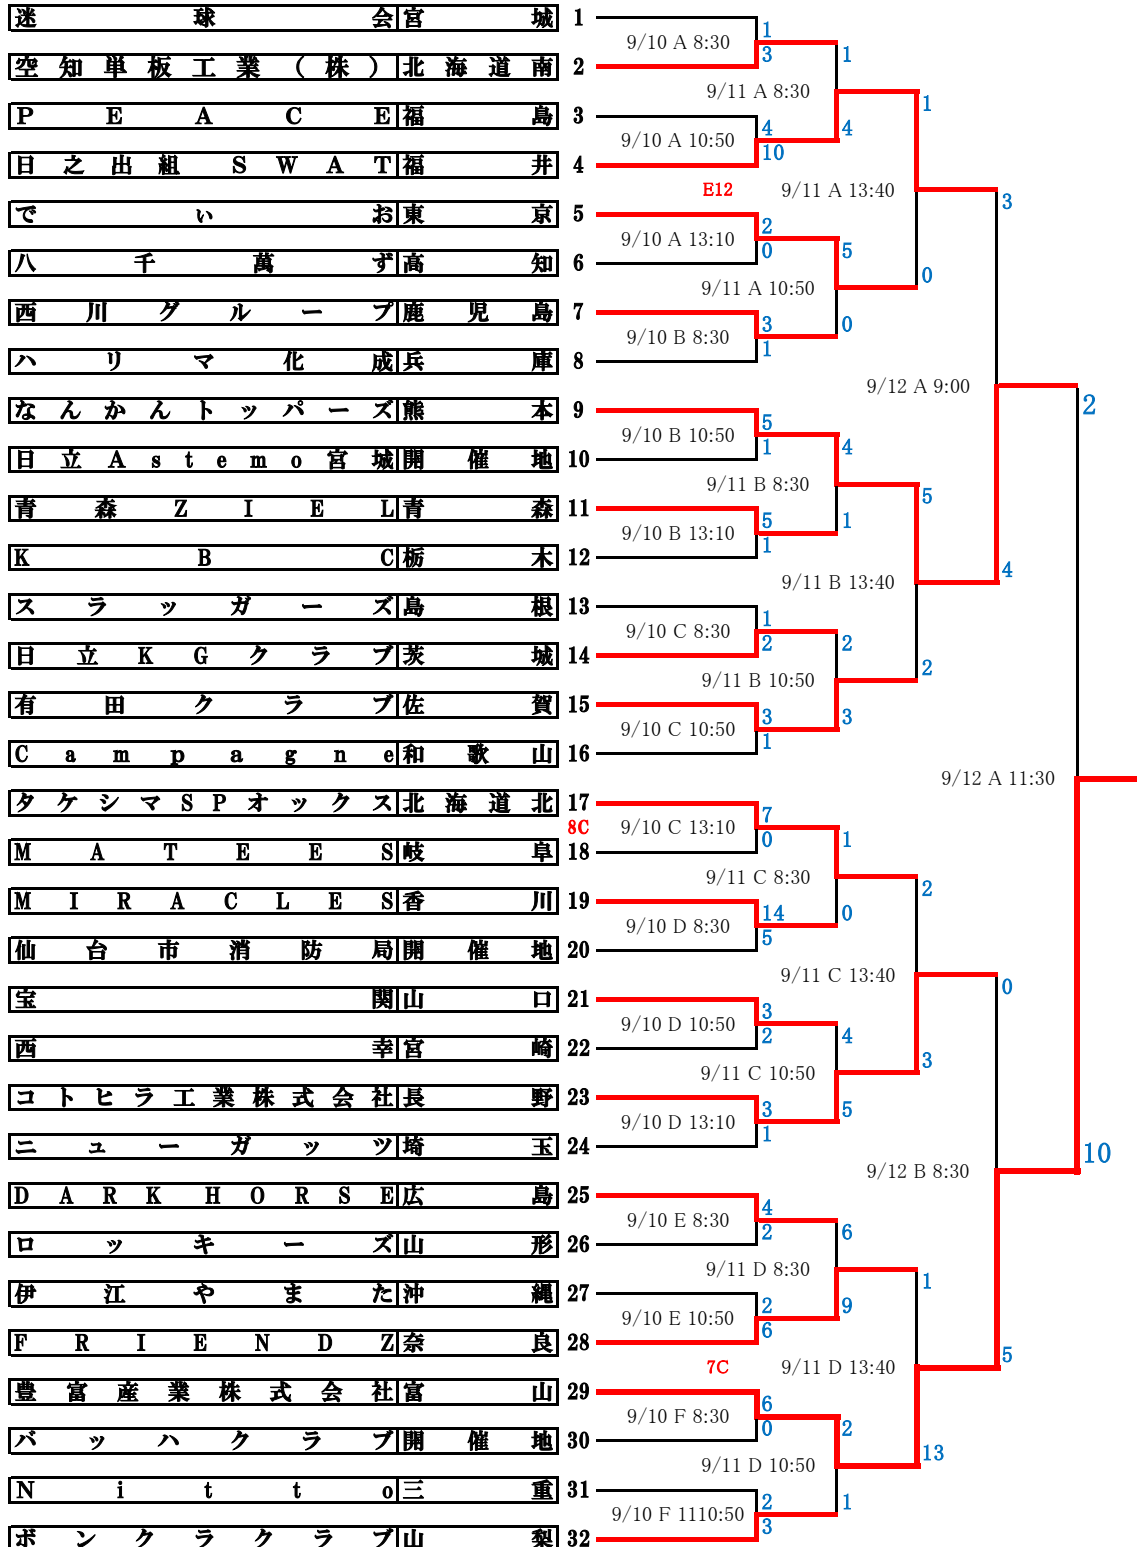 迷球会 宮城 1
1
9/10 A 8:30
3
1
空知単板工業(株) 北海道南 2
9/11 A 8:30
1
PEACE 福島 3
4
4
9/10 A 10:50
10
日之出組 SWAT 福井 4
E12
9/11 A 13:40
3
でぃお 東京 5
2
9/10 A 13:10
0
5
八千萬ず 高知 6
0
9/11 A 10:50
西川グループ 鹿児島 7
3
0
9/10 B 8:30
1
ハリマ化成 兵庫 8
9/12 A 9:00
2
なんかんトッパーズ 熊本 9
5
9/10 B 10:50
1
4
日立Astemo宮城 開催地 10
9/11 B 8:30
5
青森ZIEL 青森 11
5
1
9/10 B 13:10
1
KBC 栃木 12
4
9/11 B 13:40
スラッガーズ 島根 13
1
9/10 C 8:30
2
2
日立KGクラブ 茨城 14
2
9/11 B 10:50
有田クラブ 佐賀 15
3
3
9/10 C 10:50
1
Campagne 和歌山 16
9/12 A 11:30
タケシマSPオックス 北海道北 17
7
8C
9/10 C 13:10
0
1
MATEES 岐阜 18
9/11 C 8:30
2
MIRACLES 香川 19
14
0
9/10 D 8:30
5
仙台市消防局 開催地 20
9/11 C 13:40
0
宝関 山口 21
3
9/10 D 10:50
2
4
西幸 宮崎 22
3
9/11 C 10:50
コトヒラ工業株式会社 長野 23
3
5
9/10 D 13:10
1
ニューガッツ 埼玉 24
10
9/12 B 8:30
DARK HORSE 広島 25
4
9/10 E 8:30
2
6
ロッキーズ 山形 26
9/11 D 8:30
1
伊江やまた 沖縄 27
2
9
9/10 E 10:50
6
FRIENDZ 奈良 28
5
7C
9/11 D 13:40
豊富産業株式会社 富山 29
6
9/10 F 8:30
0
2
バッハクラブ 開催地 30
13
9/11 D 10:50
Nitto 三重 31
2
1
9/10 F 1110:50
3
ボンクラクラブ 山梨 32